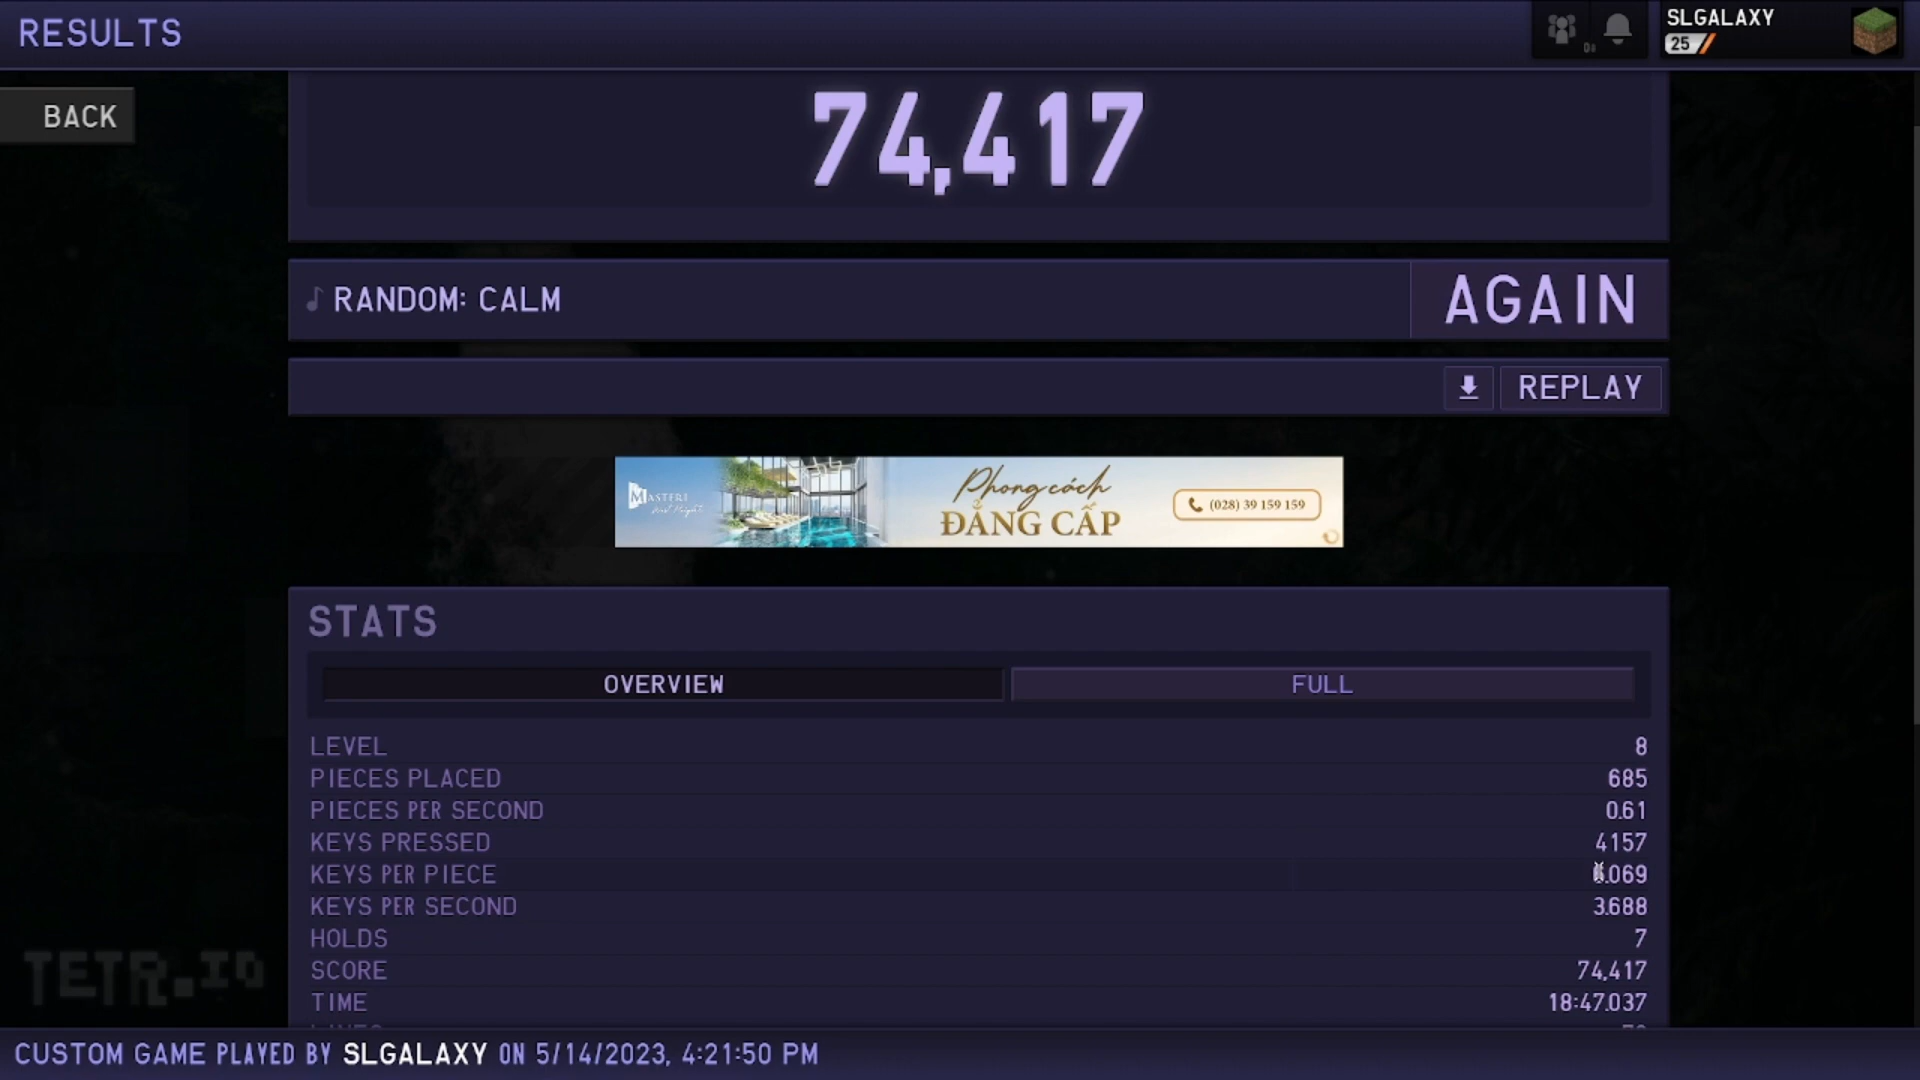 RESULTS
SLGALAXY
25
BACK
74,417
RANDOM: CALM
AGAIN
REPLAY
MASTERI
West Heights
Phong cách
ĐẲNG CẤP
(028) 39 159 159
STATS
OVERVIEW
FULL
LEVEL 8
PIECES PLACED 685
PIECES PER SECOND 0.61
KEYS PRESSED 4157
KEYS PER PIECE .069
KEYS PER SECOND 3.688
HOLDS 7
SCORE 74,417
TIME 18:47.037
TETR.IO
CUSTOM GAME PLAYED BY SLGALAXY ON 5/14/2023, 4:21:50 PM